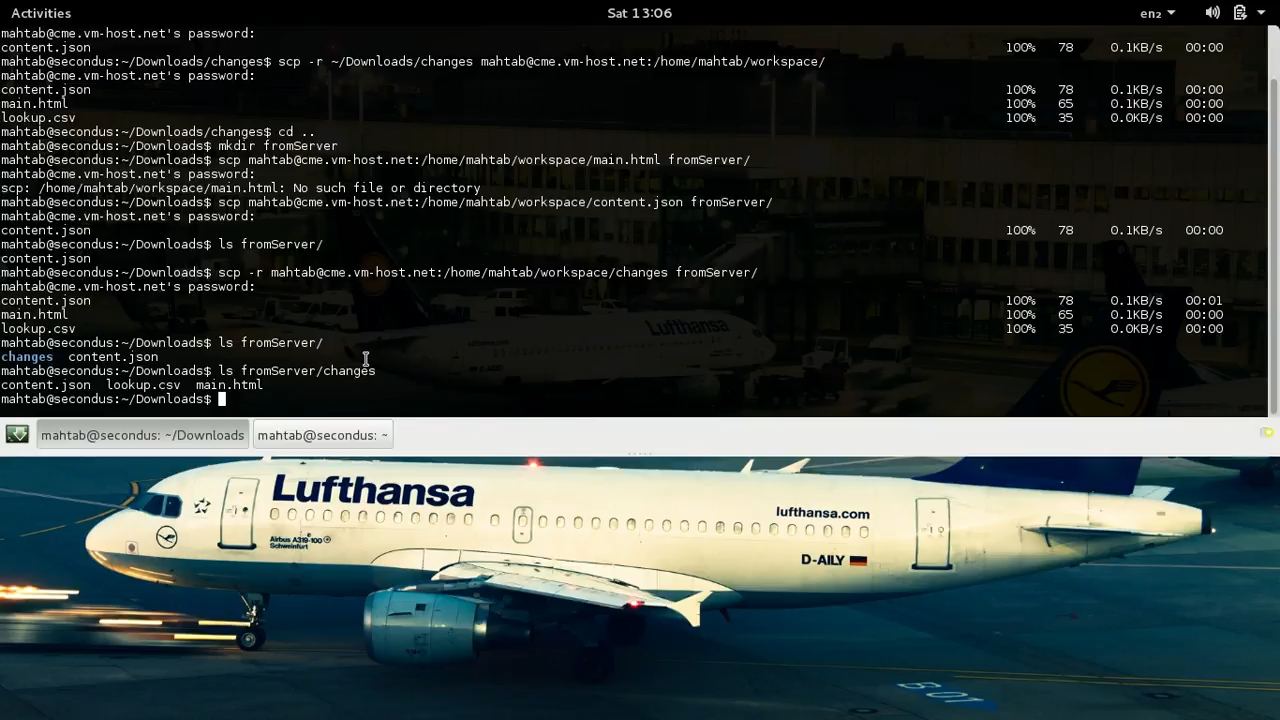 Activities
Sat 13:06
en₂
mahtab@cme.vm-host.net's password:
content.json 100% 78 0.1KB/s 00:00
mahtab@secondus:~/Downloads/changes$ scp -r ~/Downloads/changes mahtab@cme.vm-host.net:/home/mahtab/workspace/
mahtab@cme.vm-host.net's password:
content.json 100% 78 0.1KB/s 00:00
main.html 100% 65 0.1KB/s 00:00
lookup.csv 100% 35 0.0KB/s 00:00
mahtab@secondus:~/Downloads/changes$ cd ..
mahtab@secondus:~/Downloads$ mkdir fromServer
mahtab@secondus:~/Downloads$ scp mahtab@cme.vm-host.net:/home/mahtab/workspace/main.html fromServer/
mahtab@cme.vm-host.net's password:
scp: /home/mahtab/workspace/main.html: No such file or directory
mahtab@secondus:~/Downloads$ scp mahtab@cme.vm-host.net:/home/mahtab/workspace/content.json fromServer/
mahtab@cme.vm-host.net's password:
content.json 100% 78 0.1KB/s 00:00
mahtab@secondus:~/Downloads$ ls fromServer/
content.json
mahtab@secondus:~/Downloads$ scp -r mahtab@cme.vm-host.net:/home/mahtab/workspace/changes fromServer/
mahtab@cme.vm-host.net's password:
content.json 100% 78 0.1KB/s 00:01
main.html 100% 65 0.1KB/s 00:00
lookup.csv 100% 35 0.0KB/s 00:00
mahtab@secondus:~/Downloads$ ls fromServer/
changes content.json
mahtab@secondus:~/Downloads$ ls fromServer/changes
content.json lookup.csv main.html
mahtab@secondus:~/Downloads$
Lufthansa
mahtab@secondus: ~/Downloads
mahtab@secondus: ~
Lufthansa
lufthansa.com
Airbus A319-100
Schweinfurt
D-AILY